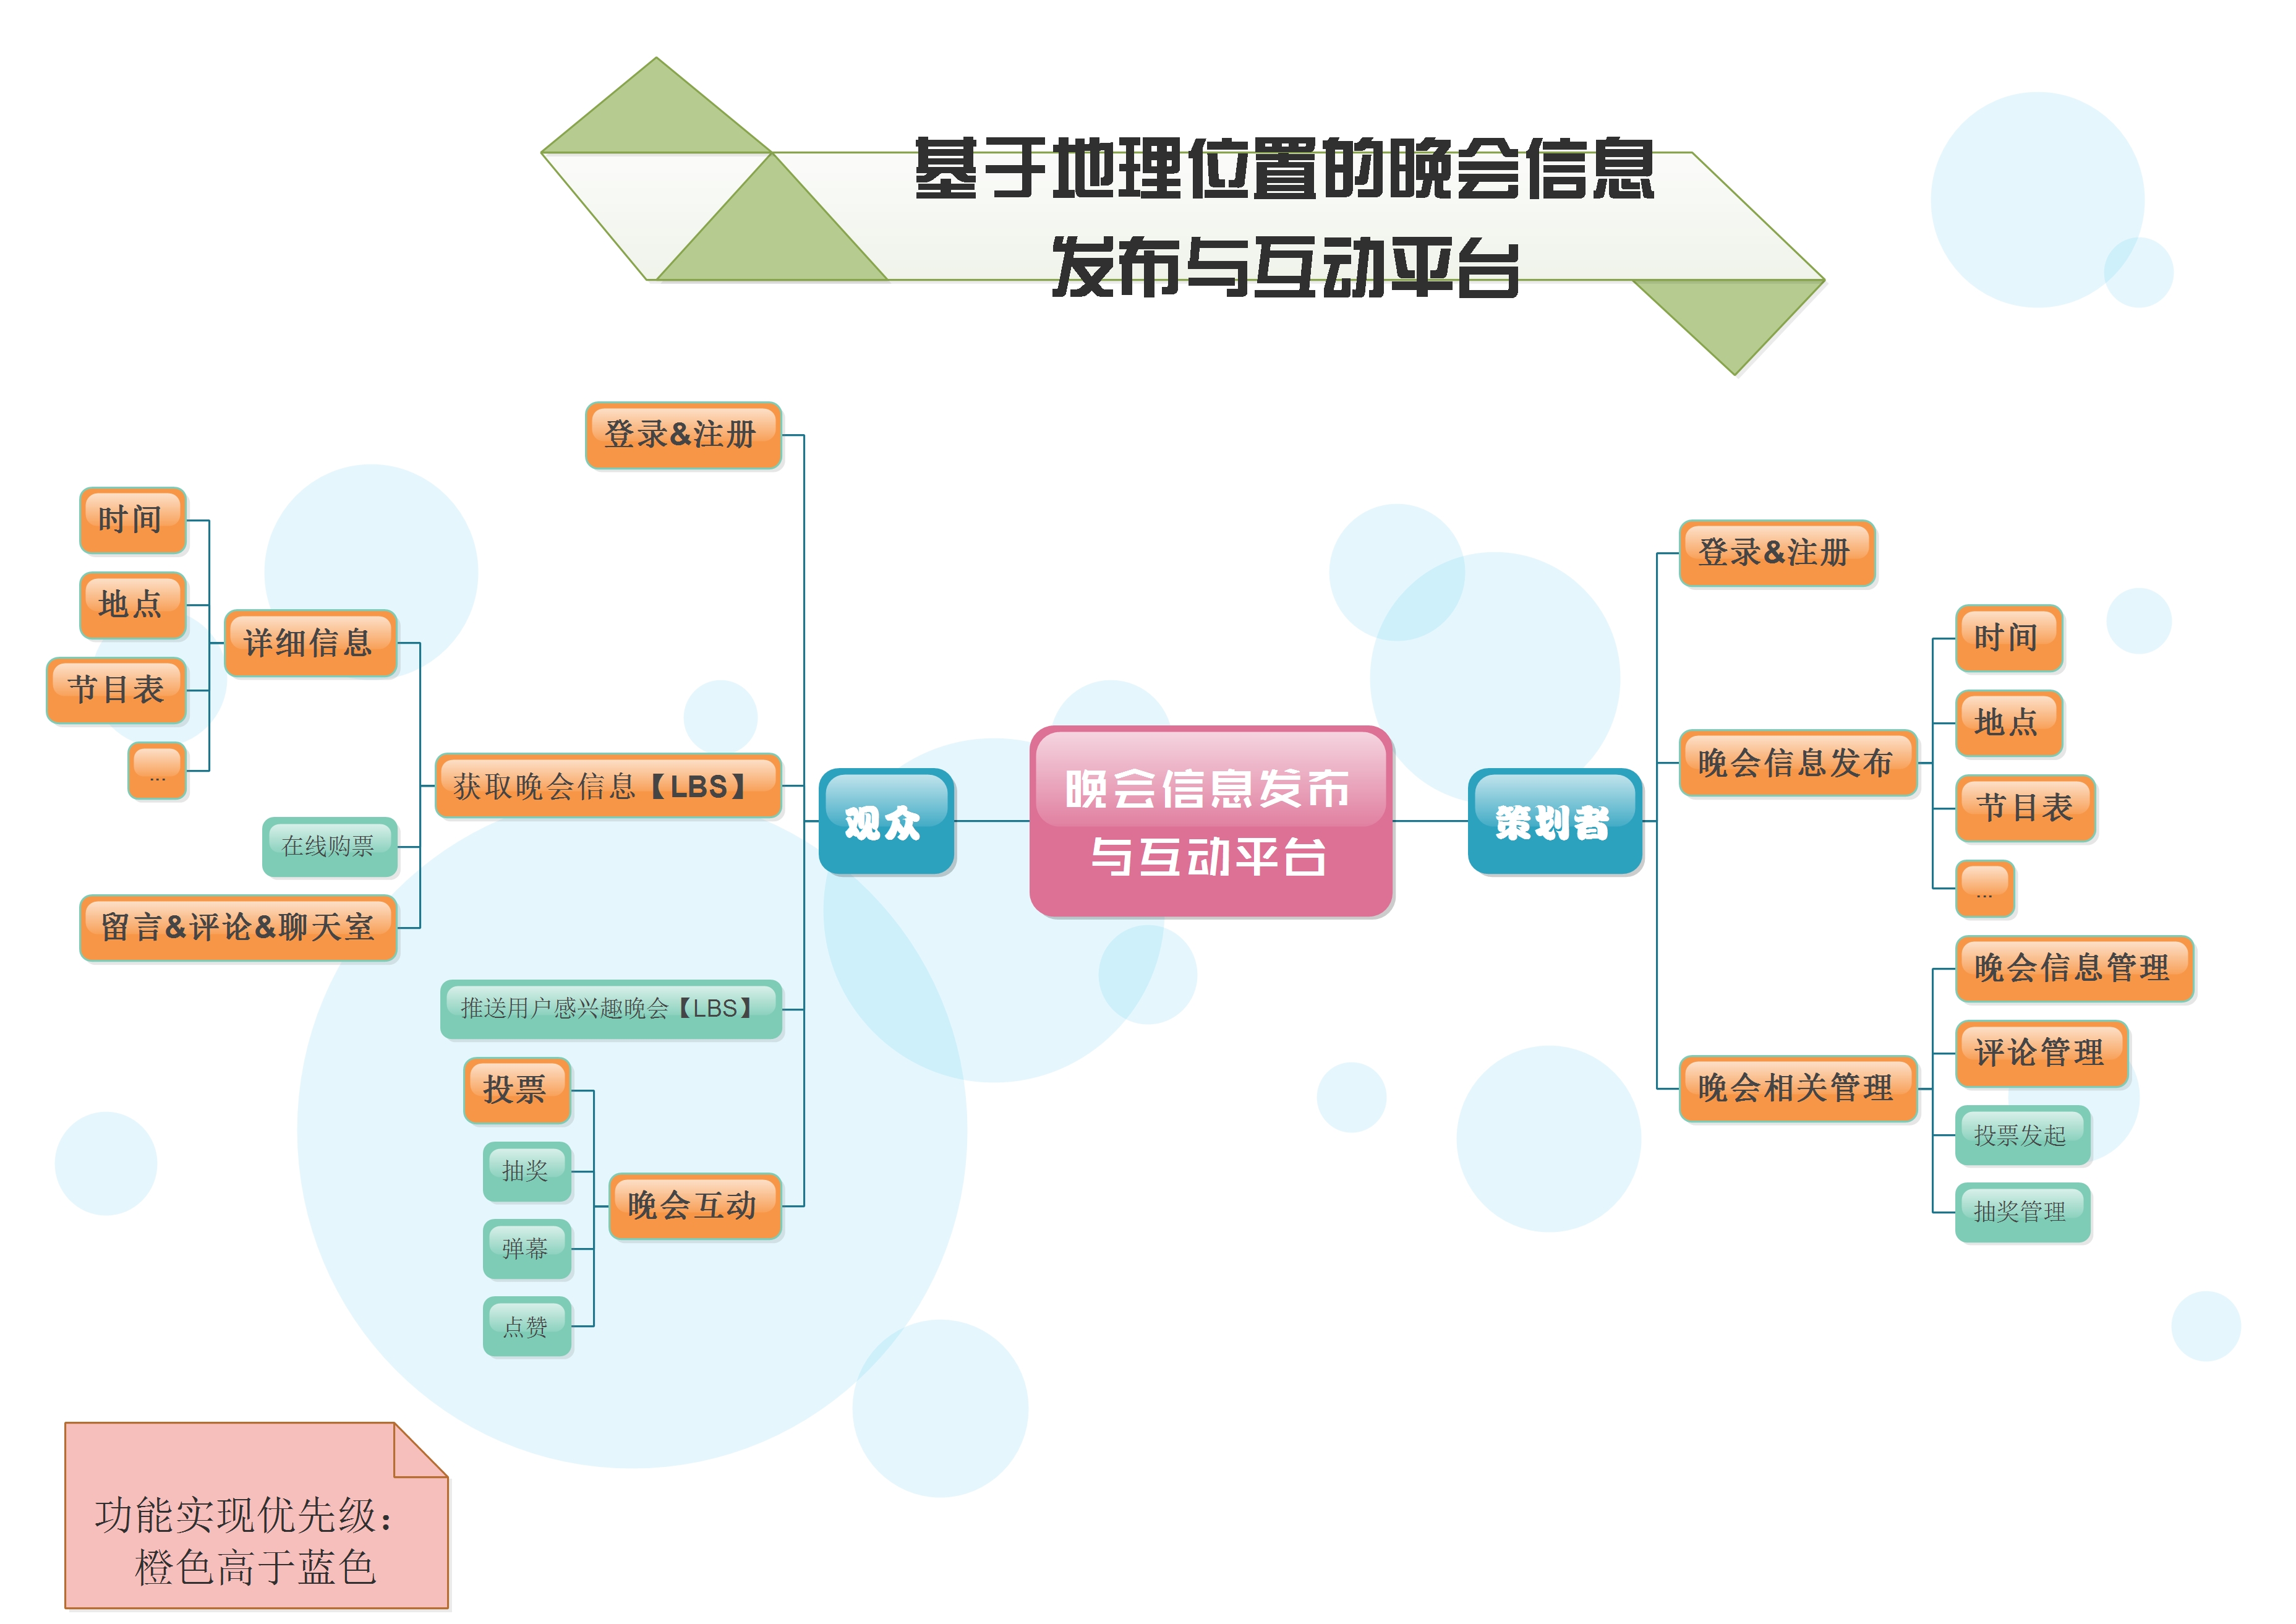 基于地理位置的晚会信息
发布与互动平台
登录&注册
时间
地点
详细信息
节目表
...
获取晚会信息【LBS】
在线购票
留言&评论&聊天室
推送用户感兴趣晚会【LBS】
投票
抽奖
晚会互动
弹幕
点赞
观众
晚会信息发布
与互动平台
策划者
登录&注册
时间
地点
晚会信息发布
节目表
...
晚会信息管理
评论管理
晚会相关管理
投票发起
抽奖管理
功能实现优先级：
橙色高于蓝色